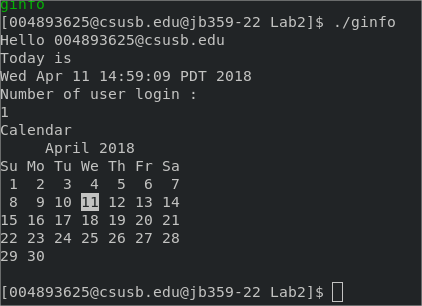 ginfo
[004893625@csusb.edu@jb359-22 Lab2]$ ./ginfo
Hello 004893625@csusb.edu
Today is
Wed Apr 11 14:59:09 PDT 2018
Number of user login :
1
Calendar
     April 2018
Su Mo Tu We Th Fr Sa
 1  2  3  4  5  6  7
 8  9 10 11 12 13 14
15 16 17 18 19 20 21
22 23 24 25 26 27 28
29 30
[004893625@csusb.edu@jb359-22 Lab2]$